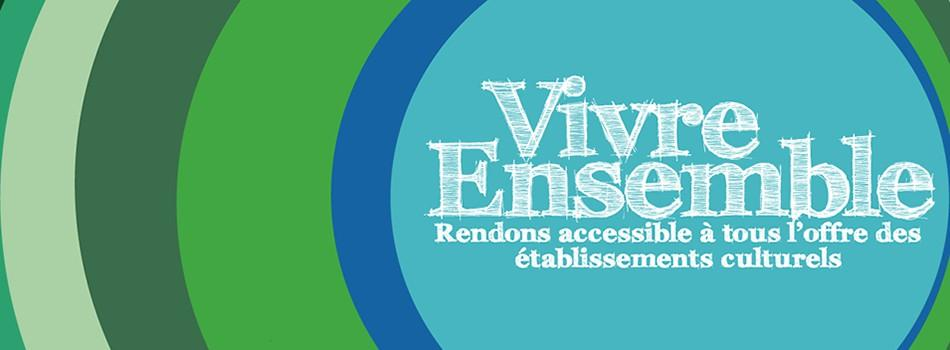 Vivre
Ensemble
Rendons accessible à tous l'offre des
établissements culturels